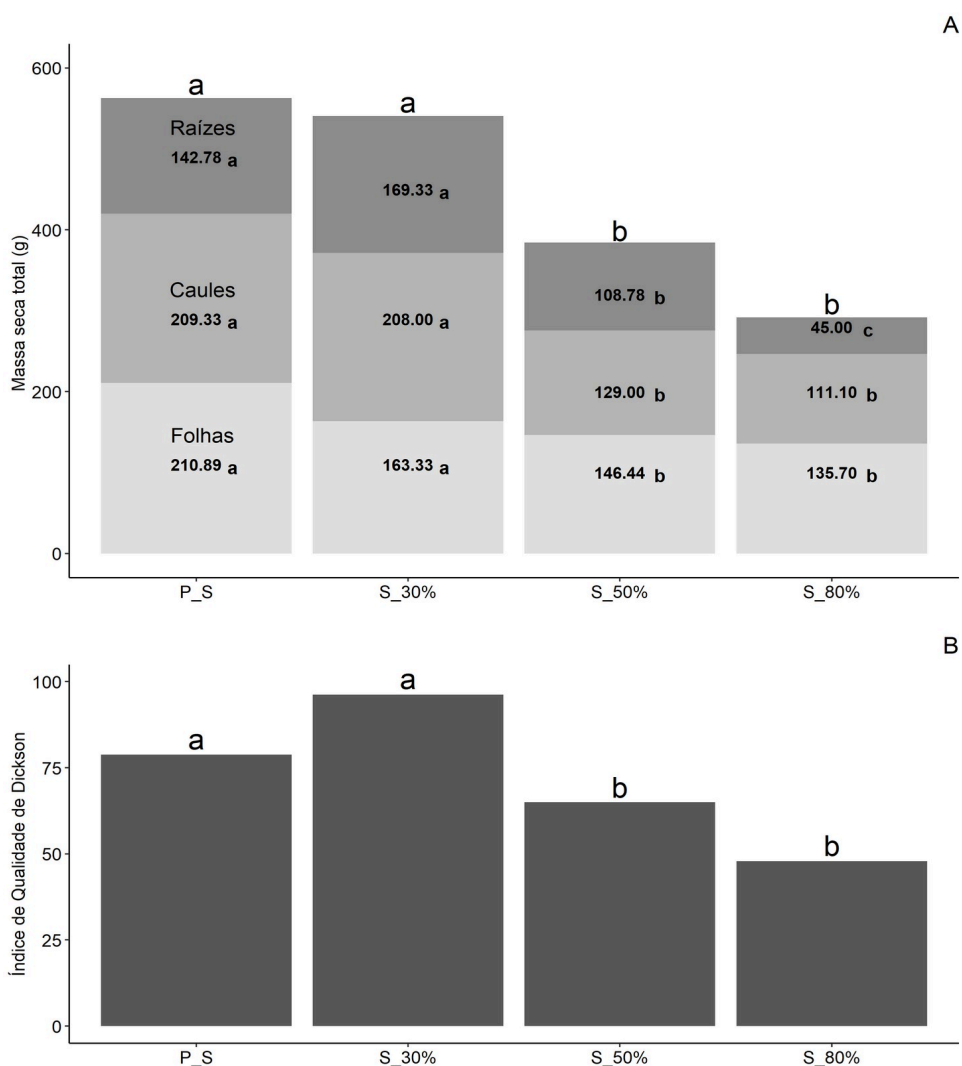 A
Massa seca total (g)
600
400
200
0
a
a
b
b
Raízes
142.78 a
169.33 a
108.78 b
45.00 c
Caules
209.33 a
208.00 a
129.00 b
111.10 b
Folhas
210.89 a
163.33 a
146.44 b
135.70 b
P_S
S_30%
S_50%
S_80%
B
Índice de Qualidade de Dickson
100
75
50
25
0
a
a
b
b
P_S
S_30%
S_50%
S_80%